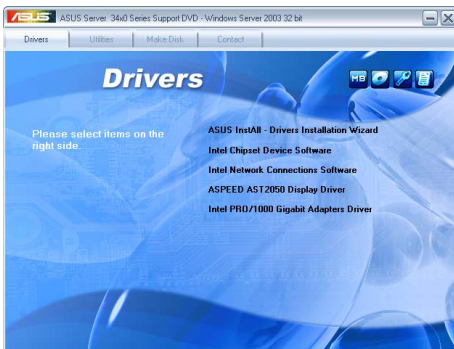 ASUS
ASUS Server 34x0 Series Support DVD - Windows Server 2003 32 bit
Drivers
Utilities
Make Disk
Contact
Drivers
MB
Please select items on the
right side.
ASUS InstAll - Drivers Installation Wizard
Intel Chipset Device Software
Intel Network Connections Software
ASPEED AST2050 Display Driver
Intel PRO/1000 Gigabit Adapters Driver